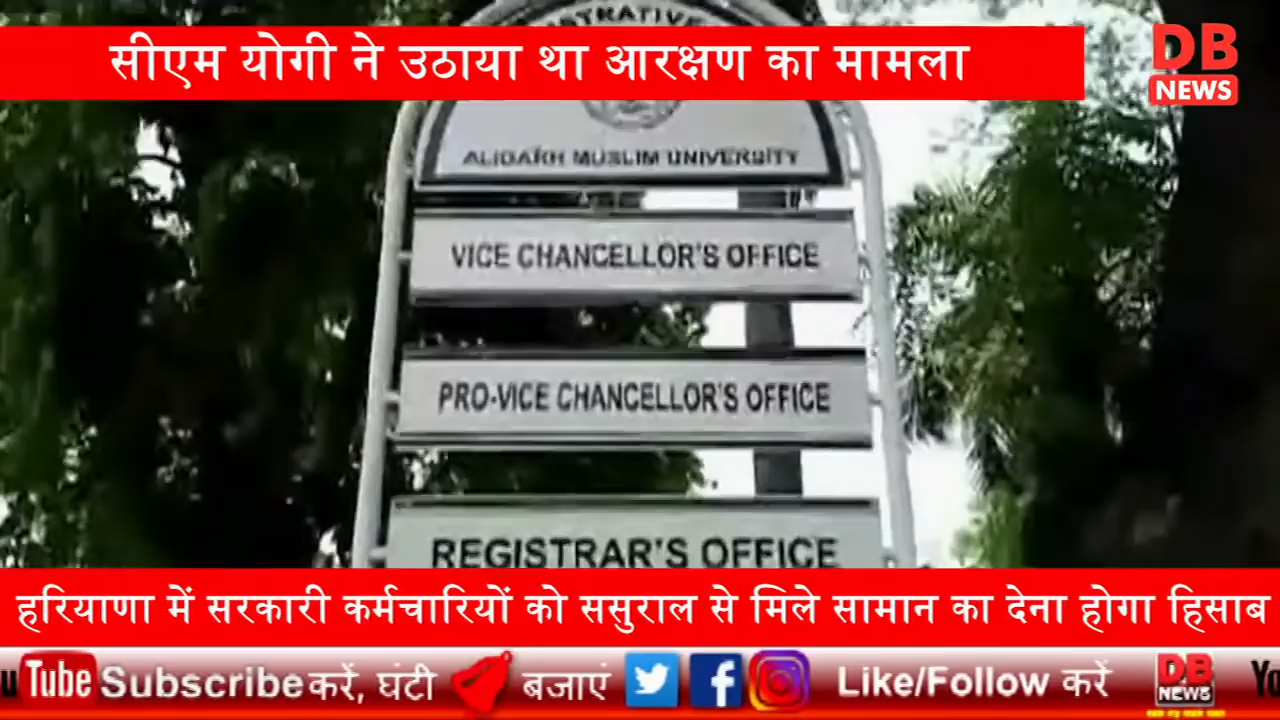 सीएम योगी ने उठाया था आरक्षण का मामला
DB
NEWS
ALIGARH MUSLIM UNIVERSITY
VICE CHANCELLOR'S OFFICE
PRO-VICE CHANCELLOR'S OFFICE
REGISTRAR'S OFFICE
हरियाणा में सरकारी कर्मचारियों को ससुराल से मिले सामान का देना होगा हिसाब
Tube Subscribe करें, घंटी बजाएं Like/Follow करें DB NEWS